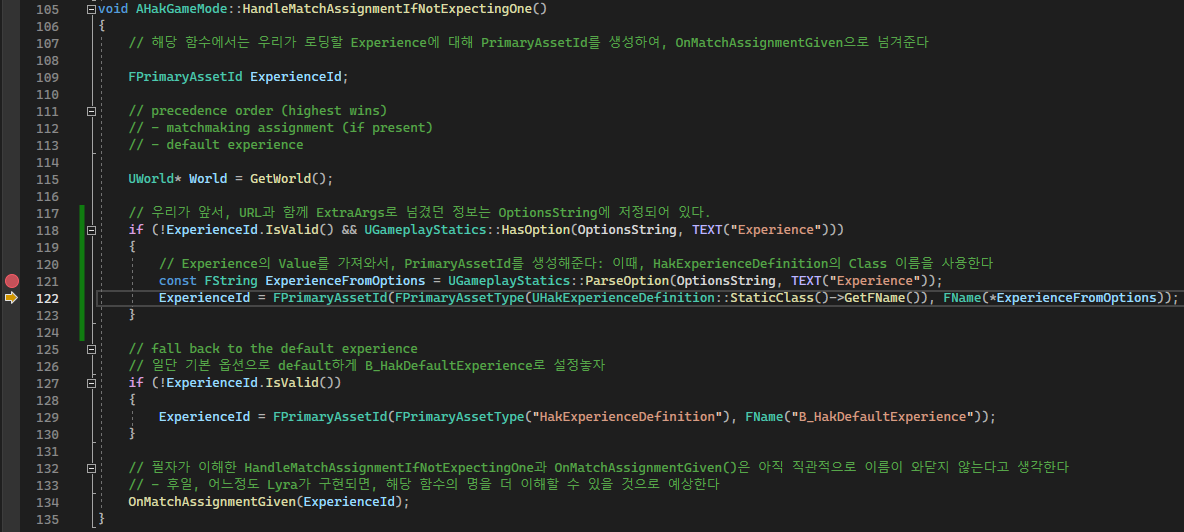 105 void AHakGameMode::HandleMatchAssignmentIfNotExpectingOne()
106 {
107 // 해당 함수에서는 우리가 로딩할 Experience에 대해 PrimaryAssetId를 생성하여, OnMatchAssignmentGiven으로 넘겨준다
108
109 FPrimaryAssetId ExperienceId;
110
111 // precedence order (highest wins)
112 // - matchmaking assignment (if present)
113 // - default experience
114
115 UWorld* World = GetWorld();
116
117 // 우리가 앞서, URL과 함께 ExtraArgs로 넘겼던 정보는 OptionsString에 저정되어 있다.
118 if (!ExperienceId.IsValid() && UGameplayStatics::HasOption(OptionsString, TEXT("Experience")))
119 {
120 // Experience의 Value를 가져와서, PrimaryAssetId를 생성해준다: 이때, HakExperienceDefinition의 Class 이름을 사용한다
121 const FString ExperienceFromOptions = UGameplayStatics::ParseOption(OptionsString, TEXT("Experience"));
122 ExperienceId = FPrimaryAssetId(FPrimaryAssetType(UHakExperienceDefinition::StaticClass()->GetFName()), FName(*ExperienceFromOptions));
123 }
124
125 // fall back to the default experience
126 // 일단 기본 옵션으로 default하게 B_HakDefaultExperience로 설정놓자
127 if (!ExperienceId.IsValid())
128 {
129 ExperienceId = FPrimaryAssetId(FPrimaryAssetType("HakExperienceDefinition"), FName("B_HakDefaultExperience"));
130 }
131
132 // 필자가 이해한 HandleMatchAssignmentIfNotExpectingOne과 OnMatchAssignmentGiven()은 아직 직관적으로 이름이 와닫지 않는다고 생각한다
133 // - 후일, 어느정도 Lyra가 구현되면, 해당 함수의 명을 더 이해할 수 있을 것으로 예상한다
134 OnMatchAssignmentGiven(ExperienceId);
135 }